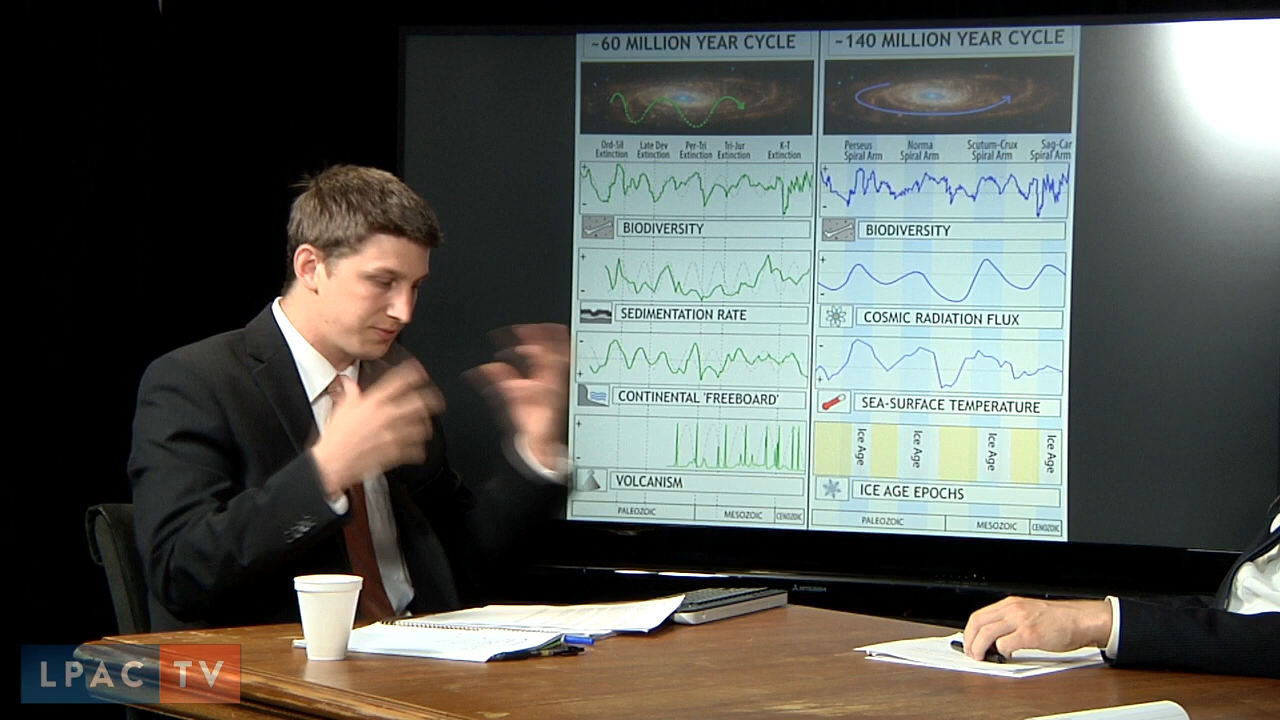 ~60 MILLION YEAR CYCLE
Ord-Sil Extinction
Late Dev Extinction
Per-Tri Extinction
Tri-Jur Extinction
K-T Extinction
+
-
BIODIVERSITY
+
-
SEDIMENTATION RATE
-
+
CONTINENTAL 'FREEBOARD'
+
-
VOLCANISM
PALEOZOIC
MESOZOIC
CENOZOIC
~140 MILLION YEAR CYCLE
Perseus Spiral Arm
Norma Spiral Arm
Scutum-Crux Spiral Arm
Sag-Car Spiral Arm
+
-
BIODIVERSITY
+
-
COSMIC RADIATION FLUX
-
+
SEA-SURFACE TEMPERATURE
Ice Age
Ice Age
Ice Age
Ice Age
ICE AGE EPOCHS
PALEOZOIC
MESOZOIC
CENOZOIC
MITSUBISHI
LPAC TV